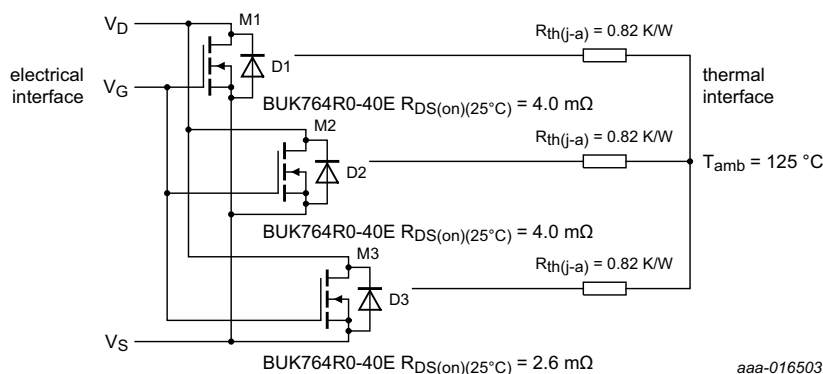 V_D
M1
R_th(j-a) = 0.82 K/W
electrical
interface
D1
thermal
interface
V_G
BUK764R0-40E R_DS(on)(25°C) = 4.0 mΩ
M2
R_th(j-a) = 0.82 K/W
D2
T_amb = 125 °C
BUK764R0-40E R_DS(on)(25°C) = 4.0 mΩ
M3
R_th(j-a) = 0.82 K/W
D3
V_S
BUK764R0-40E R_DS(on)(25°C) = 2.6 mΩ
aaa-016503